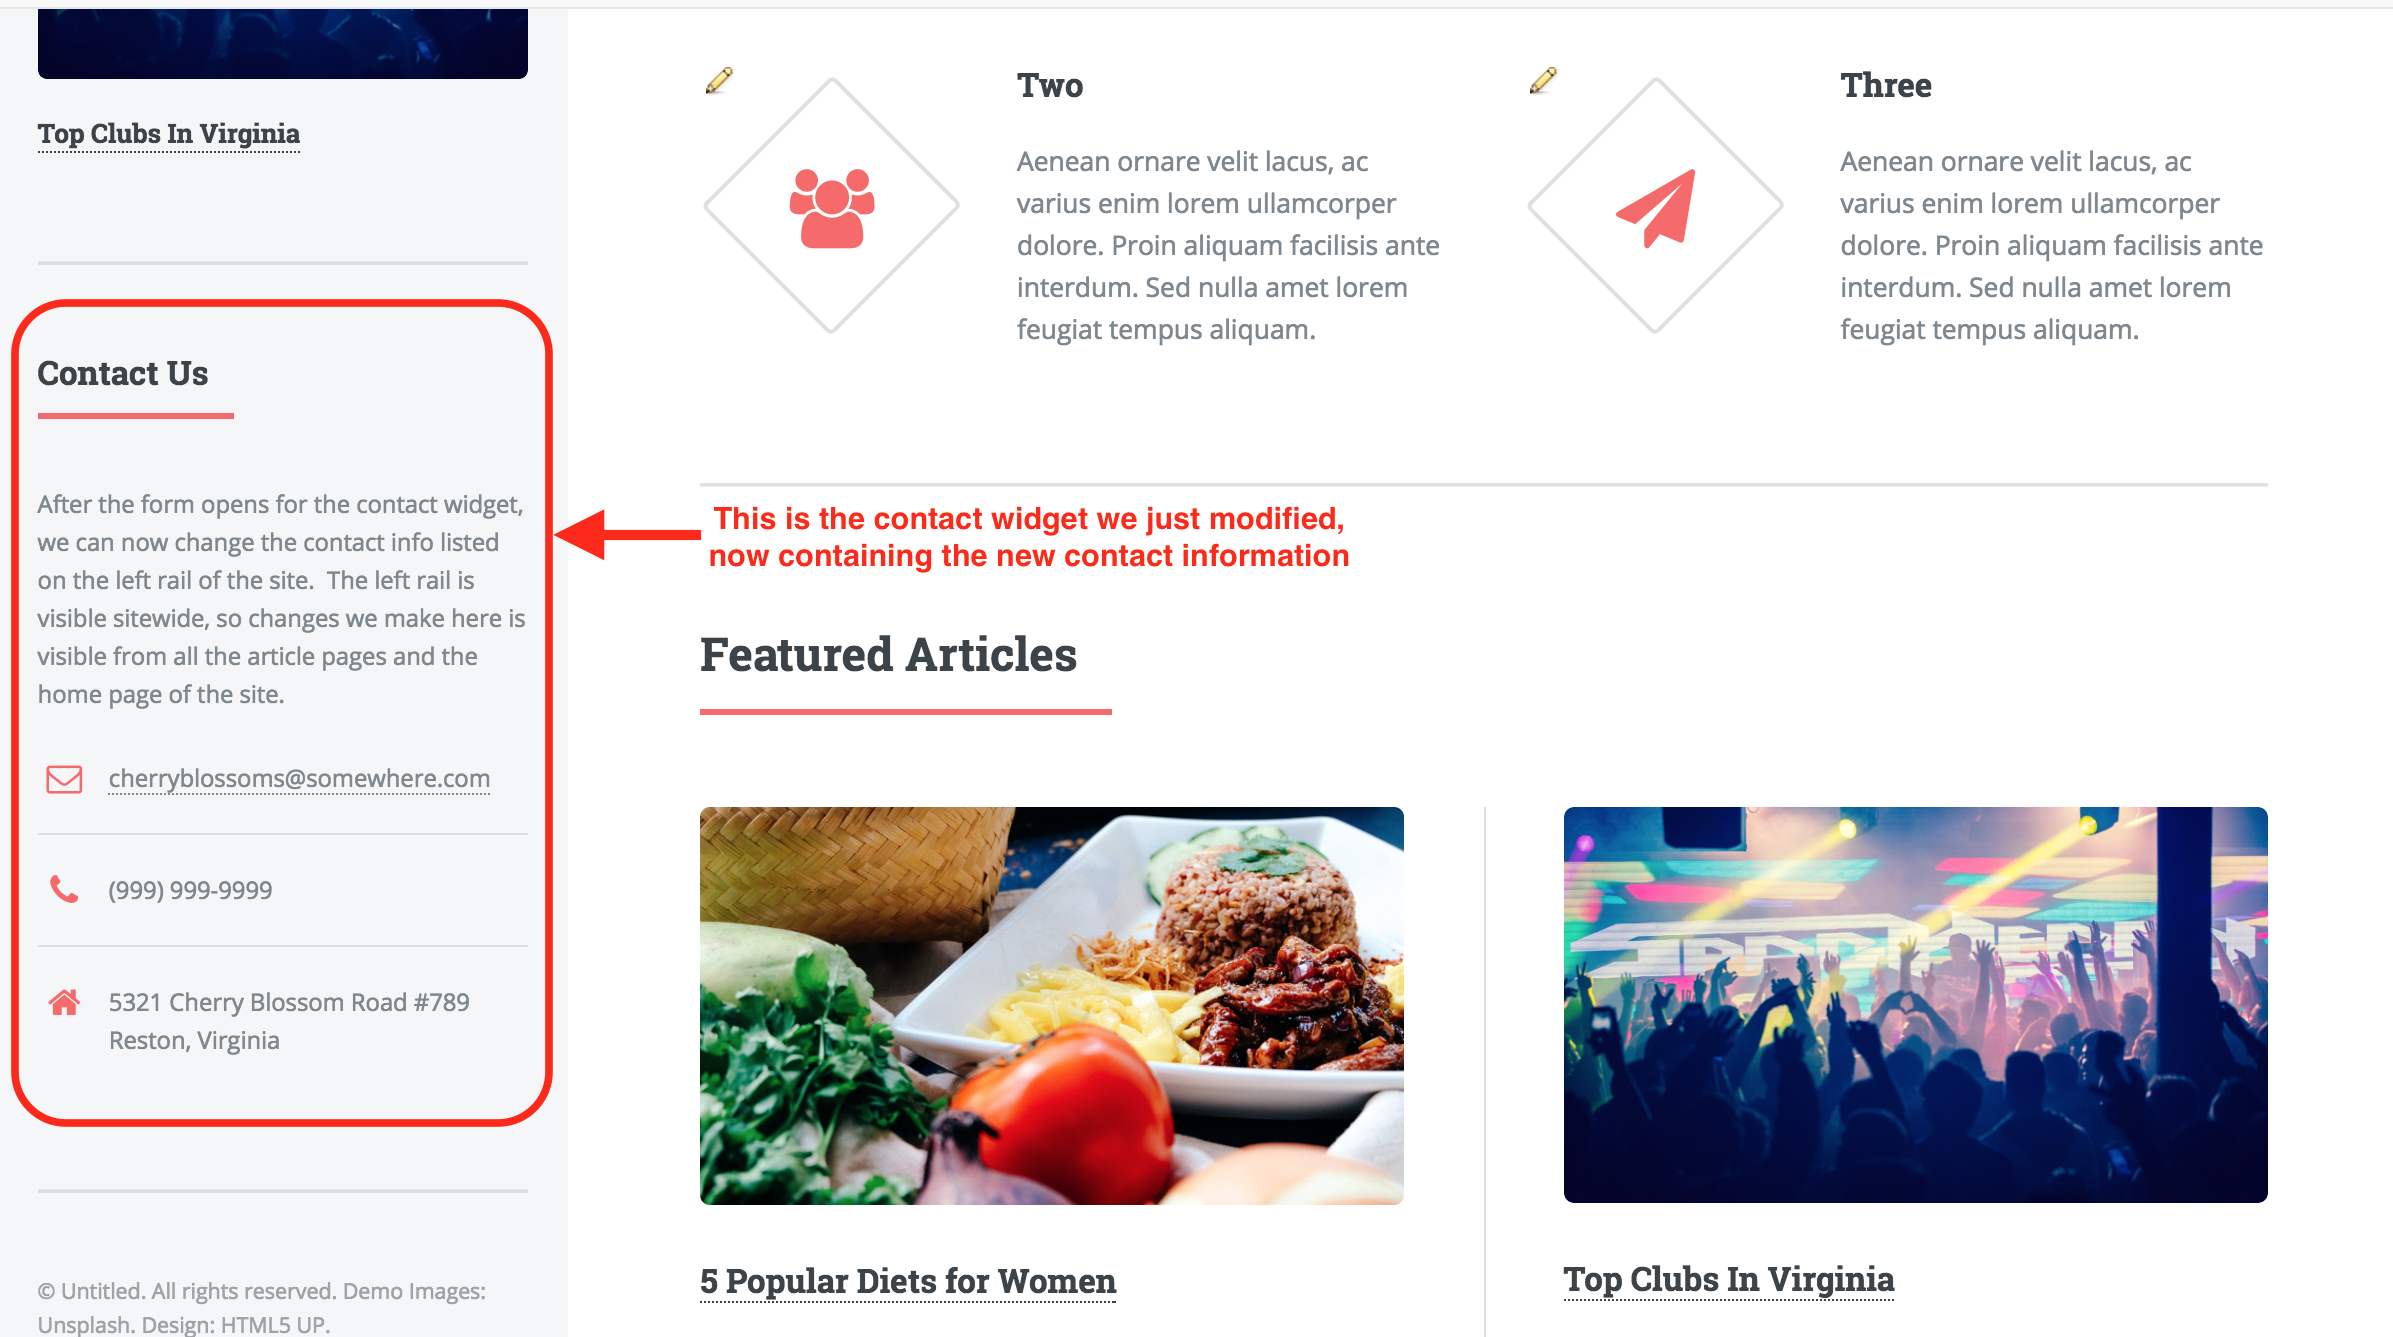 Top Clubs In Virginia
Contact Us
After the form opens for the contact widget,
we can now change the contact info listed
on the left rail of the site.  The left rail is
visible sitewide, so changes we make here is
visible from all the article pages and the
home page of the site.
cherryblossoms@somewhere.com
(999) 999-9999
5321 Cherry Blossom Road #789
Reston, Virginia
© Untitled. All rights reserved. Demo Images:
Unsplash. Design: HTML5 UP.
Two
Aenean ornare velit lacus, ac
varius enim lorem ullamcorper
dolore. Proin aliquam facilisis ante
interdum. Sed nulla amet lorem
feugiat tempus aliquam.
Three
Aenean ornare velit lacus, ac
varius enim lorem ullamcorper
dolore. Proin aliquam facilisis ante
interdum. Sed nulla amet lorem
feugiat tempus aliquam.
This is the contact widget we just modified,
now containing the new contact information
Featured Articles
5 Popular Diets for Women
Top Clubs In Virginia